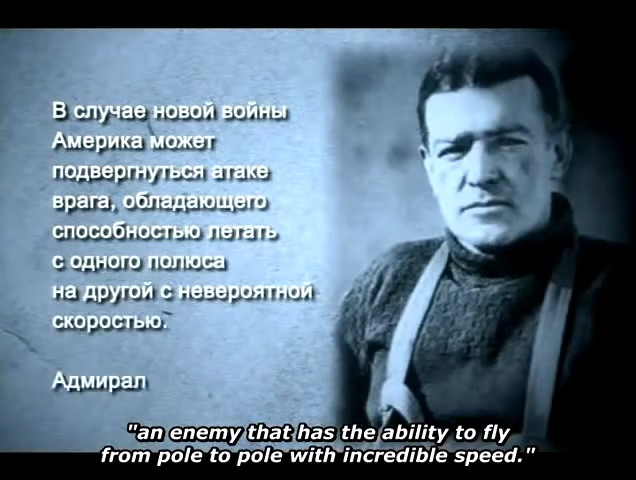 В случае новой войны
Америка может
подвергнуться атаке
врага, обладающего
способностью летать
с одного полюса
на другой с невероятной
скоростью.
Адмирал
"an enemy that has the ability to fly
from pole to pole with incredible speed."